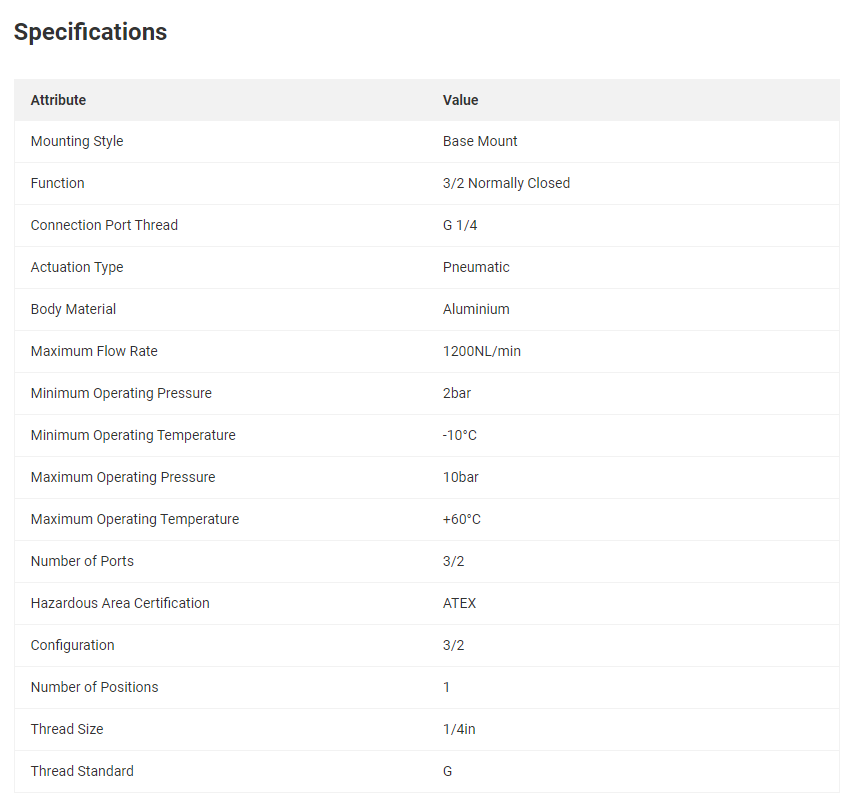 Specifications
Attribute Value
Mounting Style Base Mount
Function 3/2 Normally Closed
Connection Port Thread G 1/4
Actuation Type Pneumatic
Body Material Aluminium
Maximum Flow Rate 1200NL/min
Minimum Operating Pressure 2bar
Minimum Operating Temperature -10°C
Maximum Operating Pressure 10bar
Maximum Operating Temperature +60°C
Number of Ports 3/2
Hazardous Area Certification ATEX
Configuration 3/2
Number of Positions 1
Thread Size 1/4in
Thread Standard G